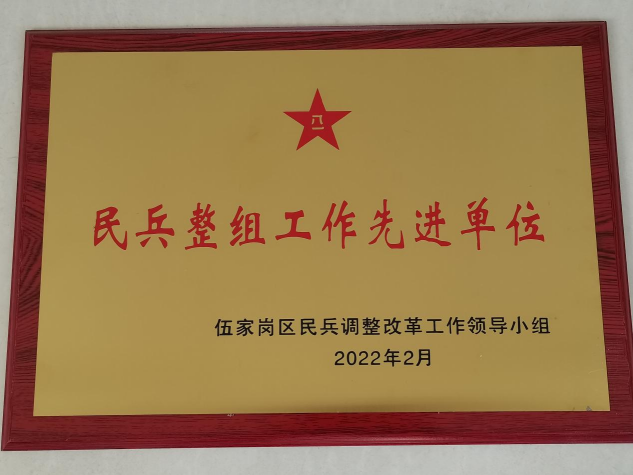 八一
民兵整组工作先进单位
伍家岗区民兵调整改革工作领导小组
2022年2月